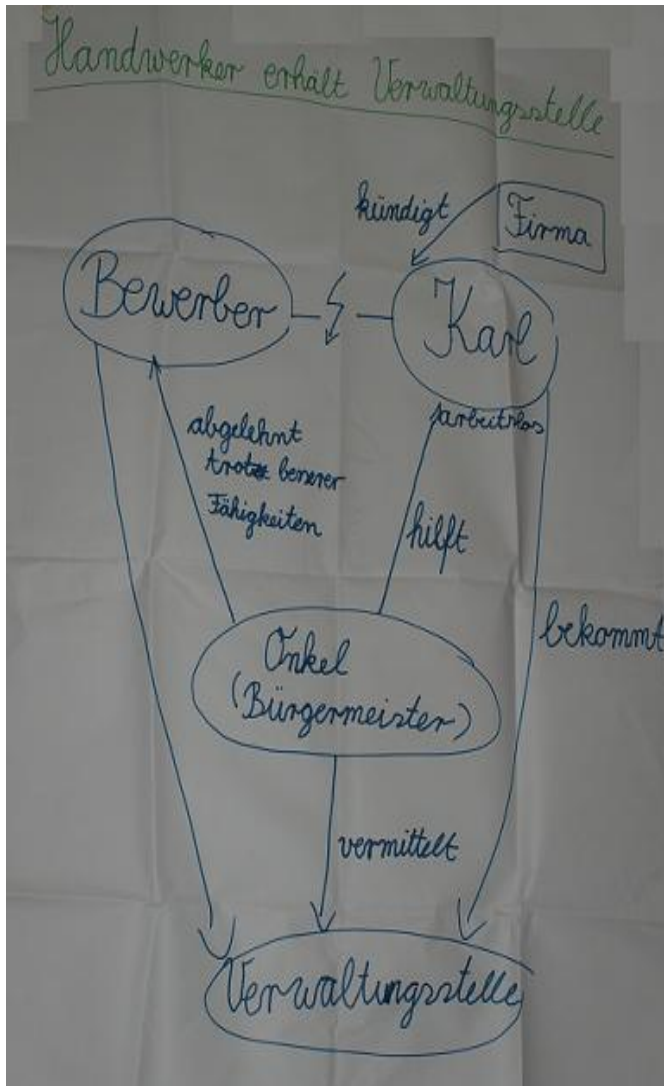 Handwerker erhält Verwaltungsstelle
kündigt
Firma
Bewerber
Karl
arbeitslos
abgelehnt
trotz besserer
Fähigkeiten
hilft
bekommt
Onkel
(Bürgermeister)
vermittelt
Verwaltungsstelle